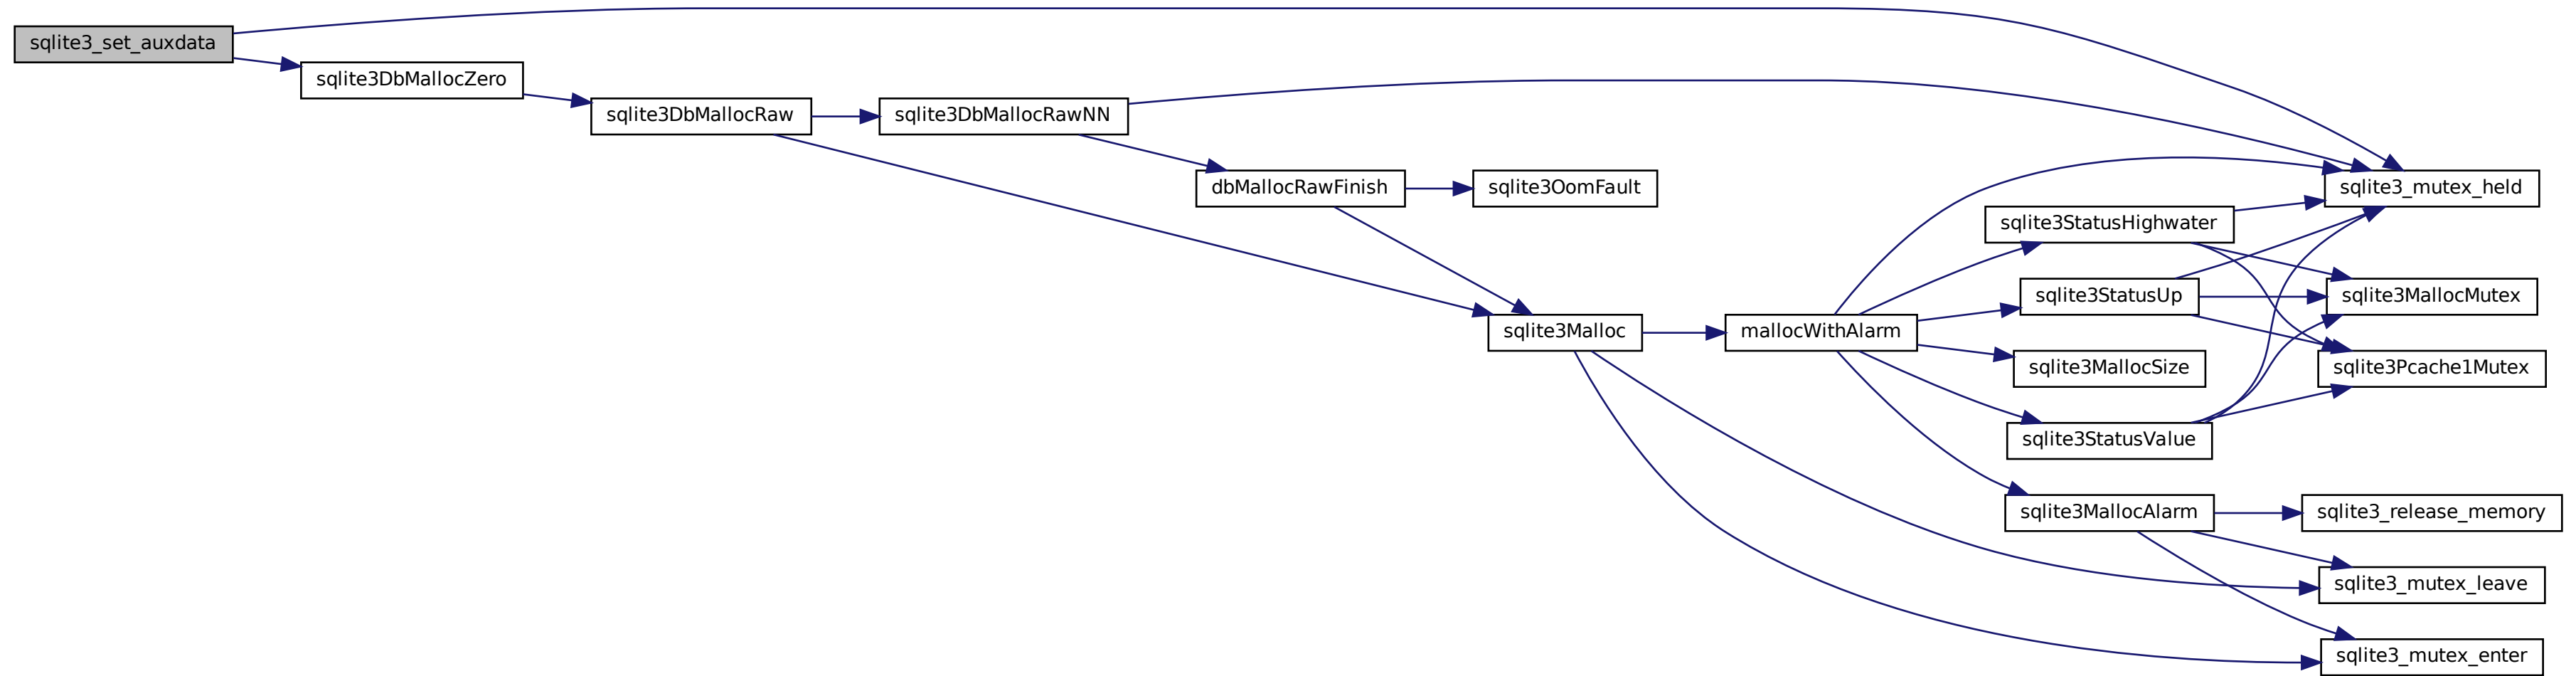 sqlite3_set_auxdata
sqlite3DbMallocZero
sqlite3DbMallocRaw
sqlite3DbMallocRawNN
dbMallocRawFinish
sqlite3OomFault
sqlite3_mutex_held
sqlite3StatusHighwater
sqlite3StatusUp
sqlite3MallocMutex
sqlite3Malloc
mallocWithAlarm
sqlite3MallocSize
sqlite3Pcache1Mutex
sqlite3StatusValue
sqlite3MallocAlarm
sqlite3_release_memory
sqlite3_mutex_leave
sqlite3_mutex_enter